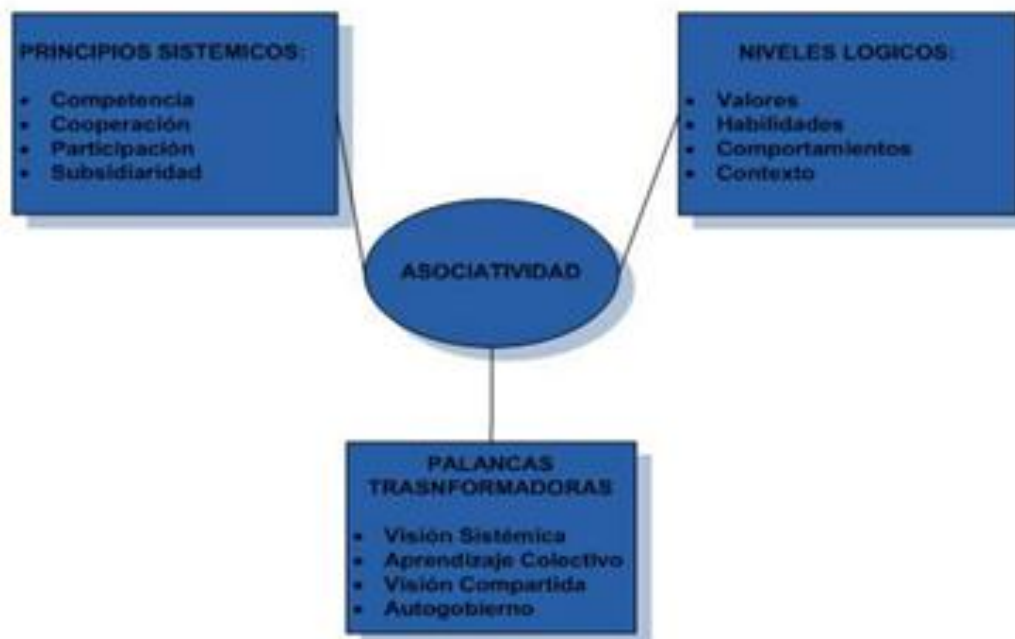 PRINCIPIOS SISTEMICOS:
• Competencia
• Cooperación
• Participación
• Subsidiaridad
NIVELES LOGICOS:
• Valores
• Habilidades
• Comportamientos
• Contexto
ASOCIATIVIDAD
PALANCAS
TRASNFORMADORAS
• Visión Sistémica
• Aprendizaje Colectivo
• Visión Compartida
• Autogobierno